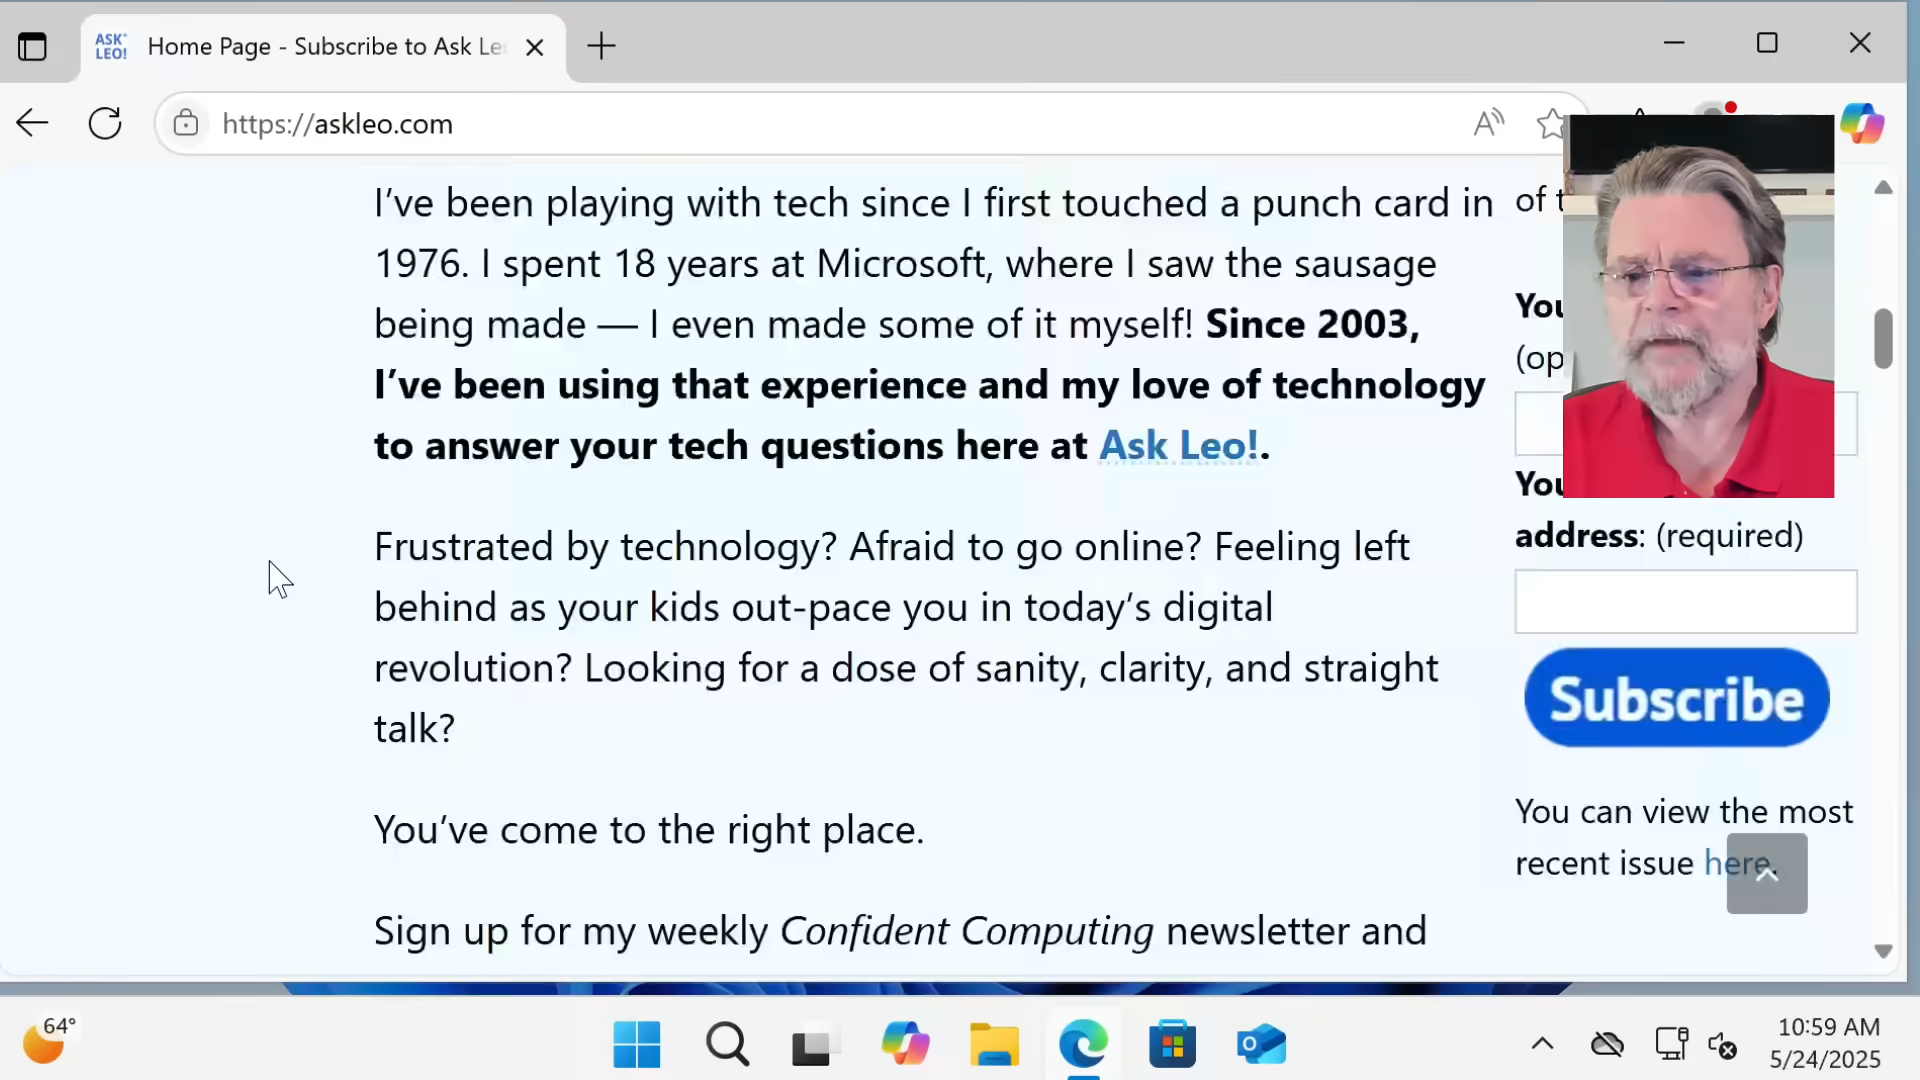 ASK
LEO!
Home Page - Subscribe to Ask Le
https://askleo.com
I've been playing with tech since I first touched a punch card in
1976. I spent 18 years at Microsoft, where I saw the sausage
being made — I even made some of it myself! Since 2003,
I've been using that experience and my love of technology
to answer your tech questions here at Ask Leo!.
Frustrated by technology? Afraid to go online? Feeling left
behind as your kids out-pace you in today's digital
revolution? Looking for a dose of sanity, clarity, and straight
talk?
You've come to the right place.
Sign up for my weekly Confident Computing newsletter and
of t
You
(op
You
address: (required)
Subscribe
You can view the most
recent issue here.
64°
10:59 AM
5/24/2025